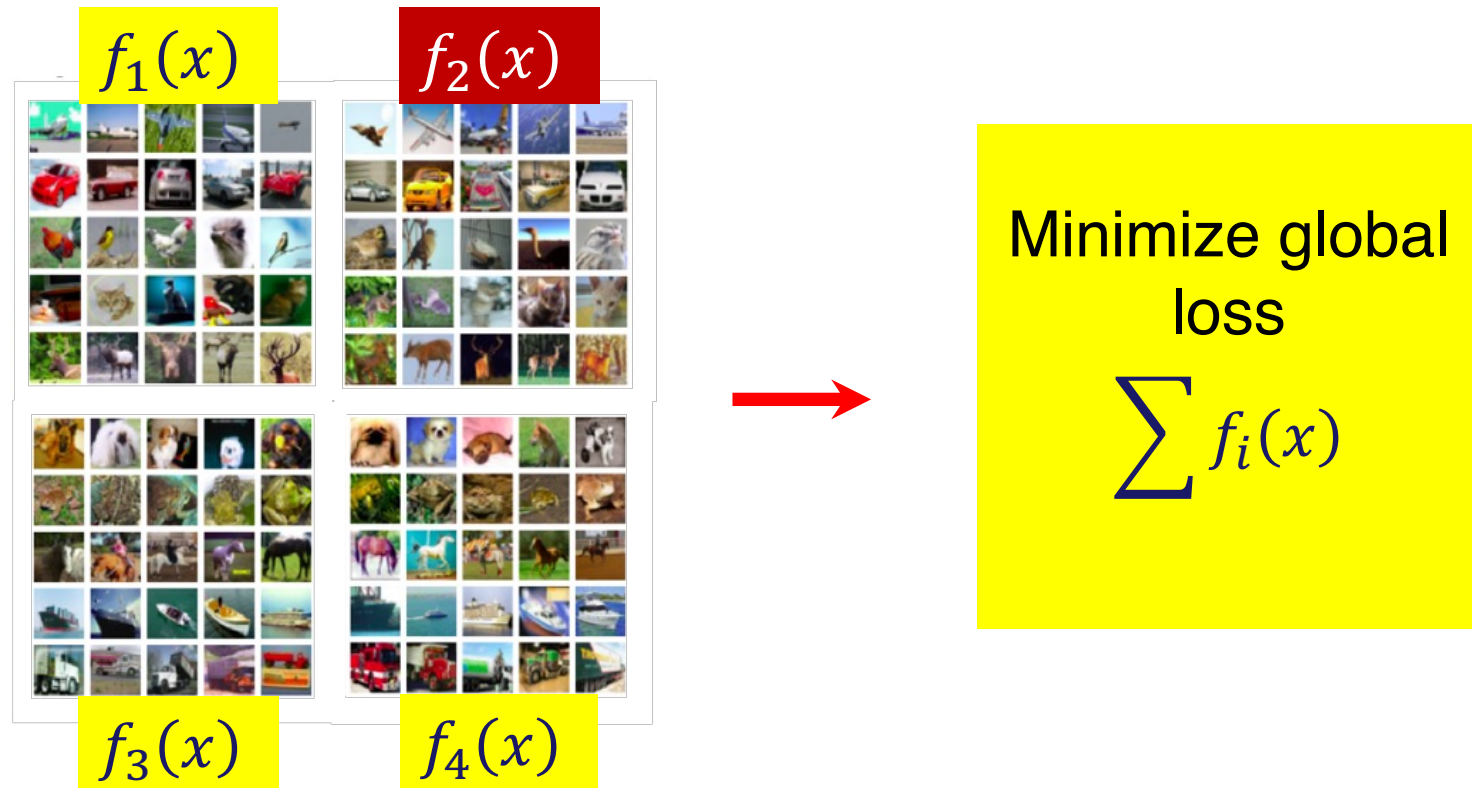 f₁(x)
f₂(x)
Minimize global
loss
∑ fᵢ(x)
f₃(x)
f₄(x)